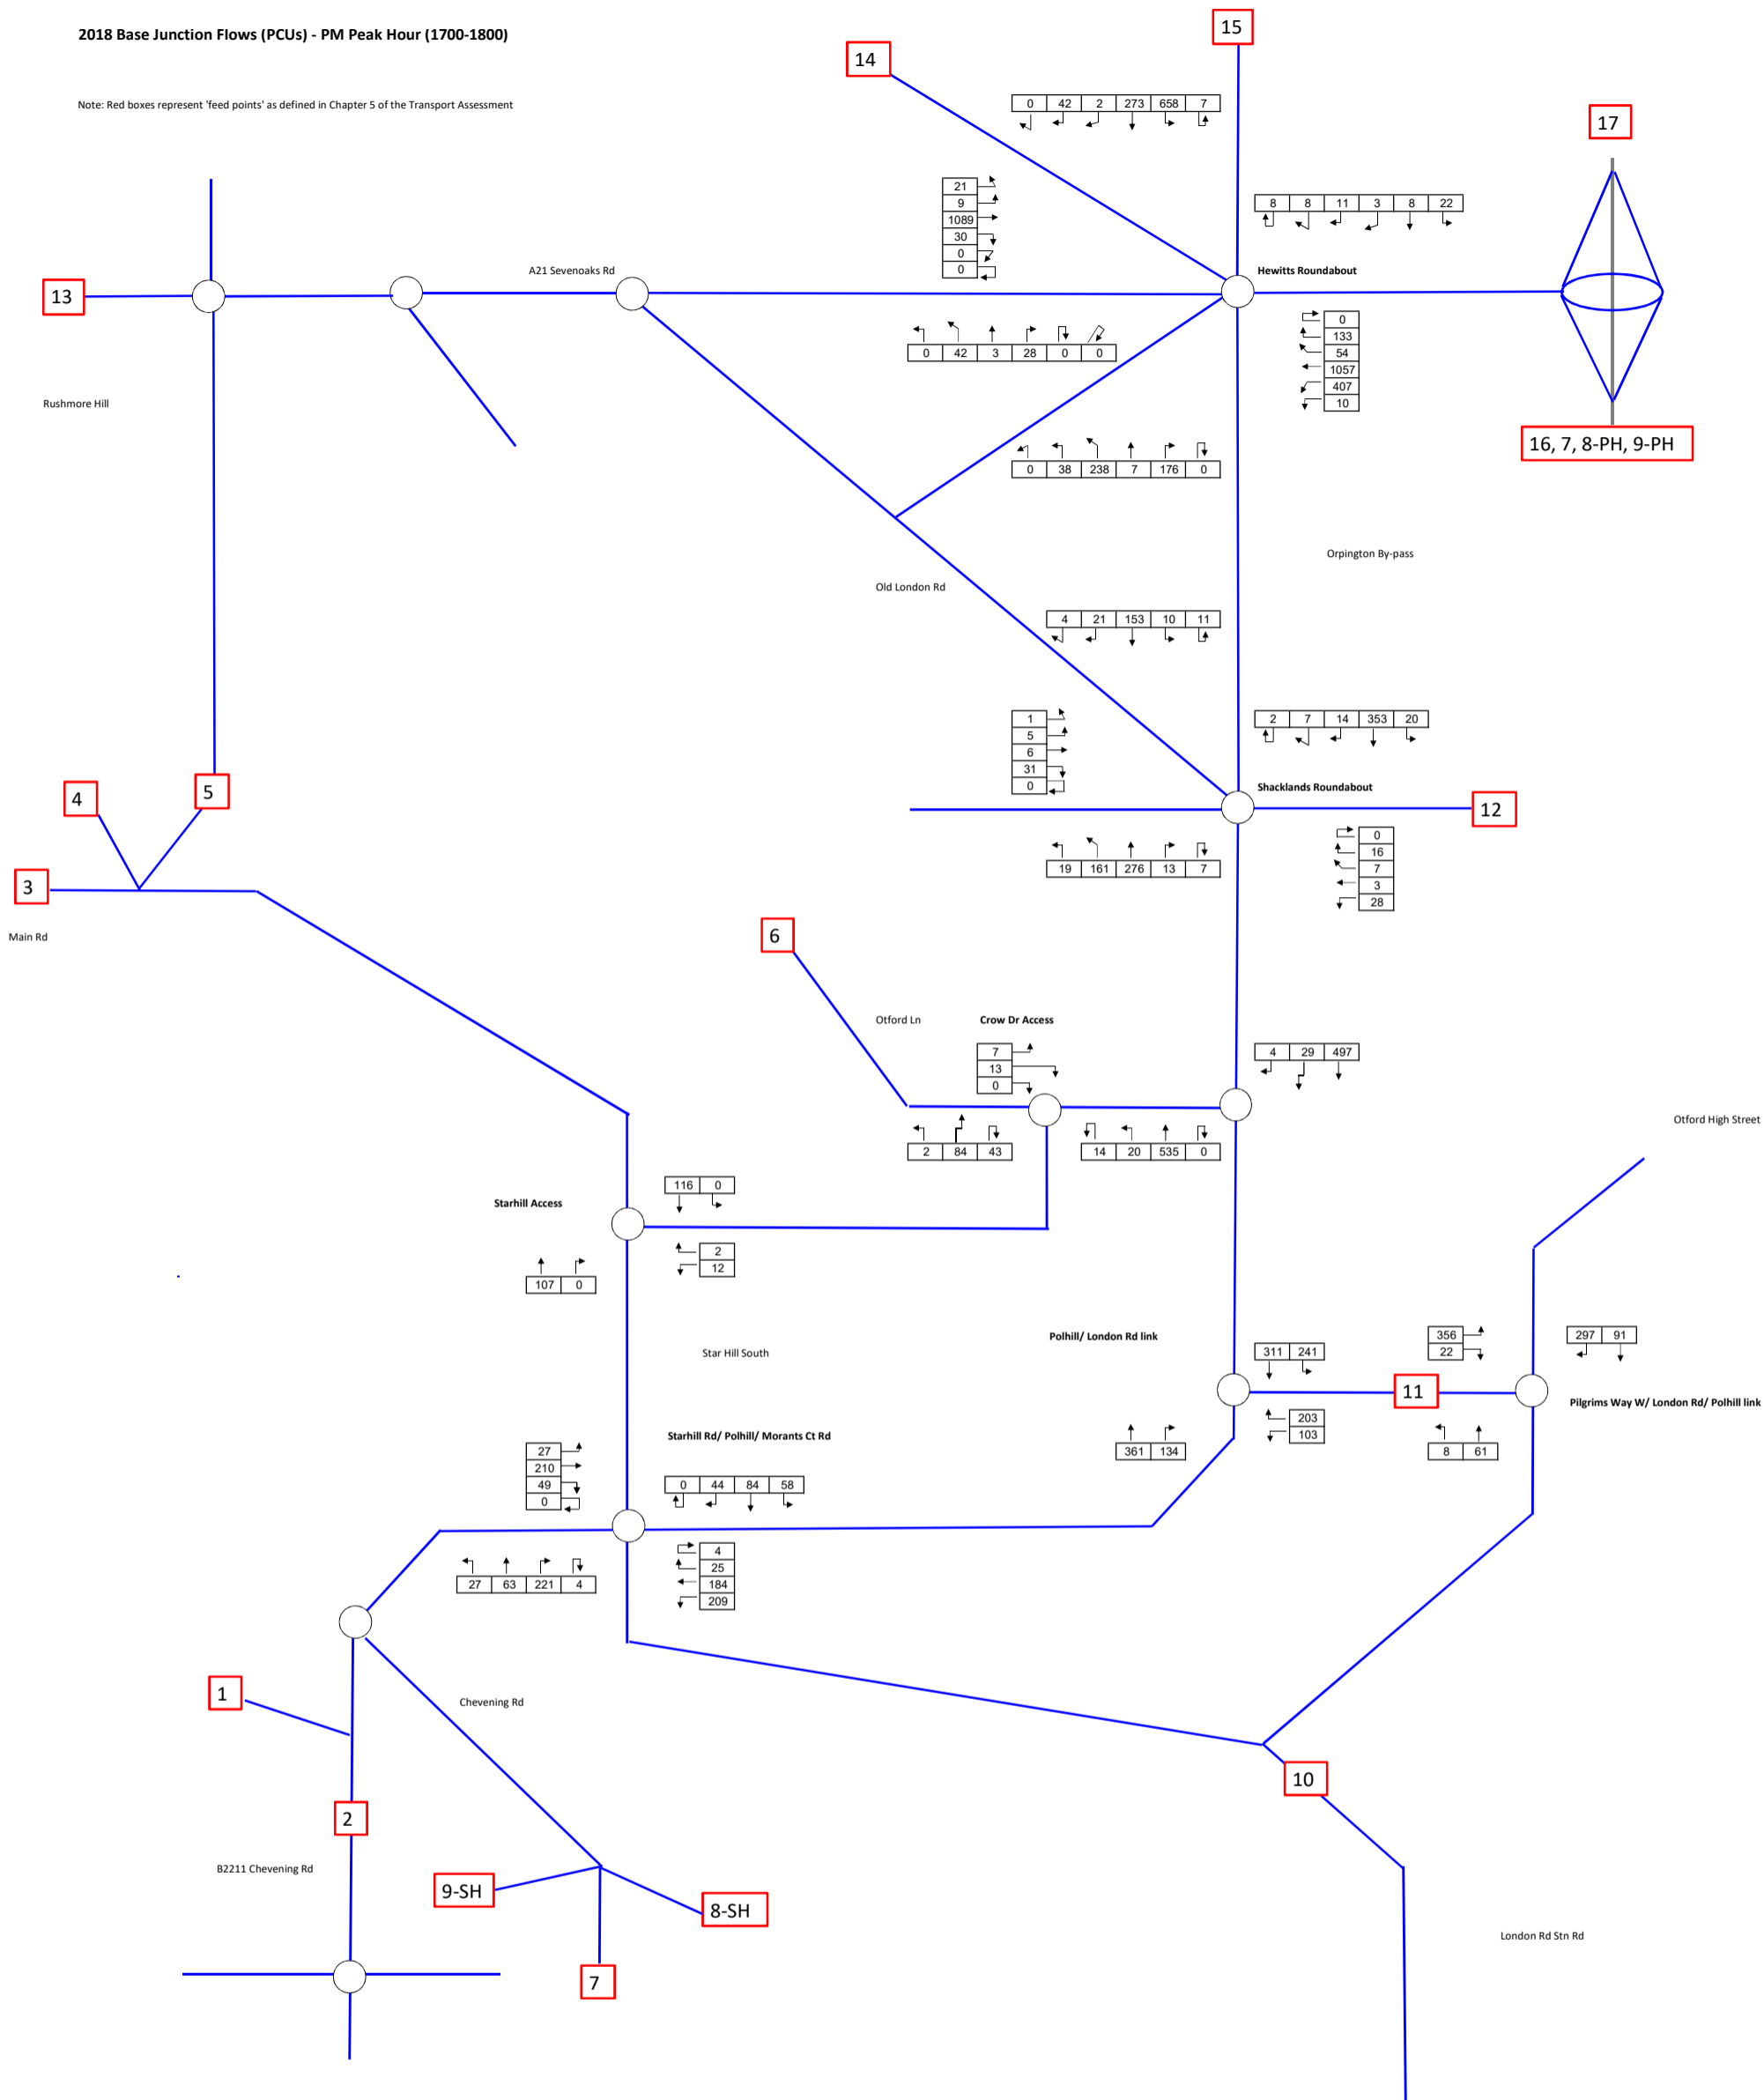 15
2018 Base Junction Flows (PCUs) - PM Peak Hour (1700-1800)
14
Note: Red boxes represent 'feed points' as defined in Chapter 5 of the Transport Assessment
0 42 2 273 658 7
17
21
9
1089
30
0
0
8 8 11 3 8 22
A21 Sevenoaks Rd
Hewitts Roundabout
13
0 42 3 28 0 0
0
133
54
1057
407
10
Rushmore Hill
16, 7, 8-PH, 9-PH
0 38 238 7 176 0
Orpington By-pass
Old London Rd
4 21 153 10 11
1
5
6
31
0
2 7 14 353 20
Shacklands Roundabout
4
5
12
0
16
7
3
28
19 161 276 13 7
3
Main Rd
6
Otford Ln
Crow Dr Access
7
13
0
4 29 497
Otford High Street
2 84 43
14 20 535 0
116 0
Starhill Access
2
12
107 0
Polhill/ London Rd link
Star Hill South
311 241
356
22
297 91
11
Pilgrims Way W/ London Rd/ Polhill link
203
103
361 134
8 61
Starhill Rd/ Polhill/ Morants Ct Rd
27
210
49
0
0 44 84 58
4
25
184
209
27 63 221 4
1
Chevening Rd
10
2
B2211 Chevening Rd
9-SH
8-SH
London Rd Stn Rd
7